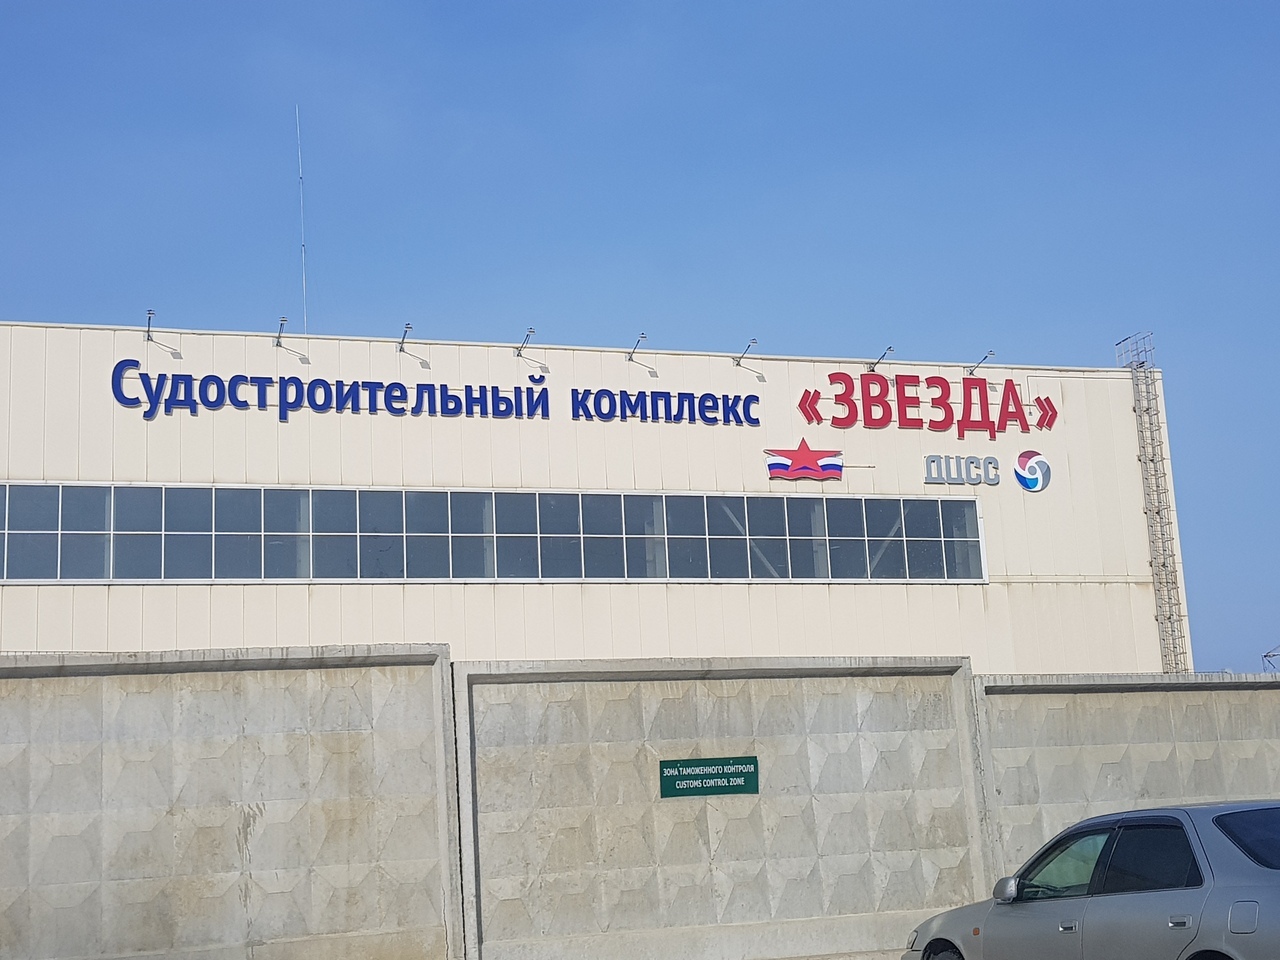 Судостроительный комплекс «ЗВЕЗДА»
ДЦСС
ЗОНА ТАМОЖЕННОГО КОНТРОЛЯ
CUSTOMS CONTROL ZONE